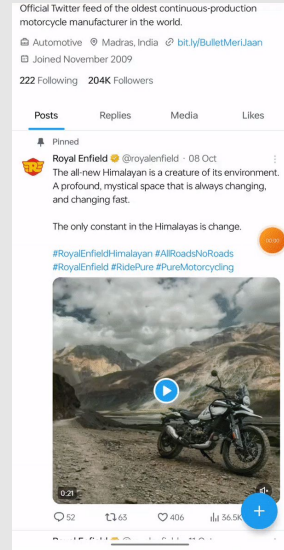 Official Twitter feed of the oldest continuous-production
motorcycle manufacturer in the world.
Automotive Madras, India bit.ly/BulletMeriJaan
Joined November 2009
222 Following 204K Followers
Posts Replies Media Likes
Pinned
Royal Enfield @royalenfield · 08 Oct
The all-new Himalayan is a creature of its environment.
A profound, mystical space that is always changing,
and changing fast.
The only constant in the Himalayas is change.
00:00
#RoyalEnfieldHimalayan #AllRoadsNoRoads
#RoyalEnfield #RidePure #PureMotorcycling
0:21
52 63 406 36.5K